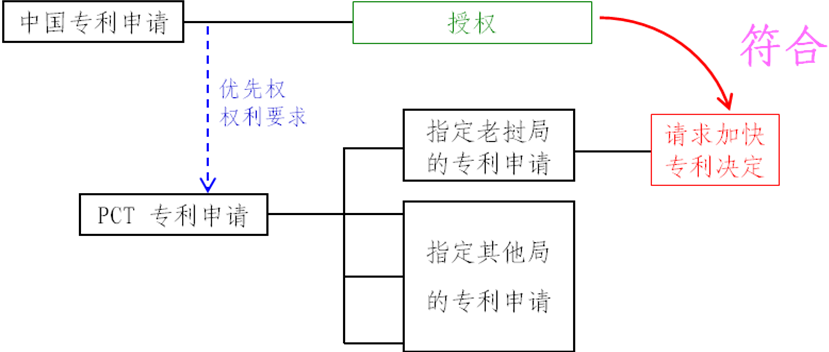 中国专利申请
授权
符合
优先权
权利要求
指定老挝局
的专利申请
请求加快
专利决定
PCT 专利申请
指定其他局
的专利申请